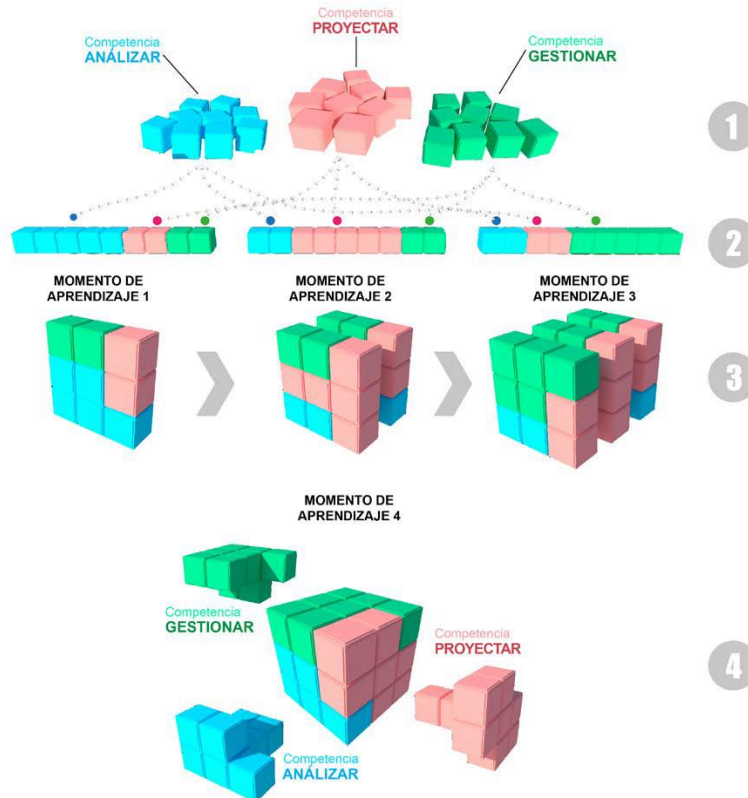 Competencia
PROYECTAR
Competencia
ANÁLIZAR
Competencia
GESTIONAR
1
2
MOMENTO DE
APRENDIZAJE 1
MOMENTO DE
APRENDIZAJE 2
MOMENTO DE
APRENDIZAJE 3
3
MOMENTO DE
APRENDIZAJE 4
Competencia
GESTIONAR
Competencia
PROYECTAR
4
Competencia
ANÁLIZAR